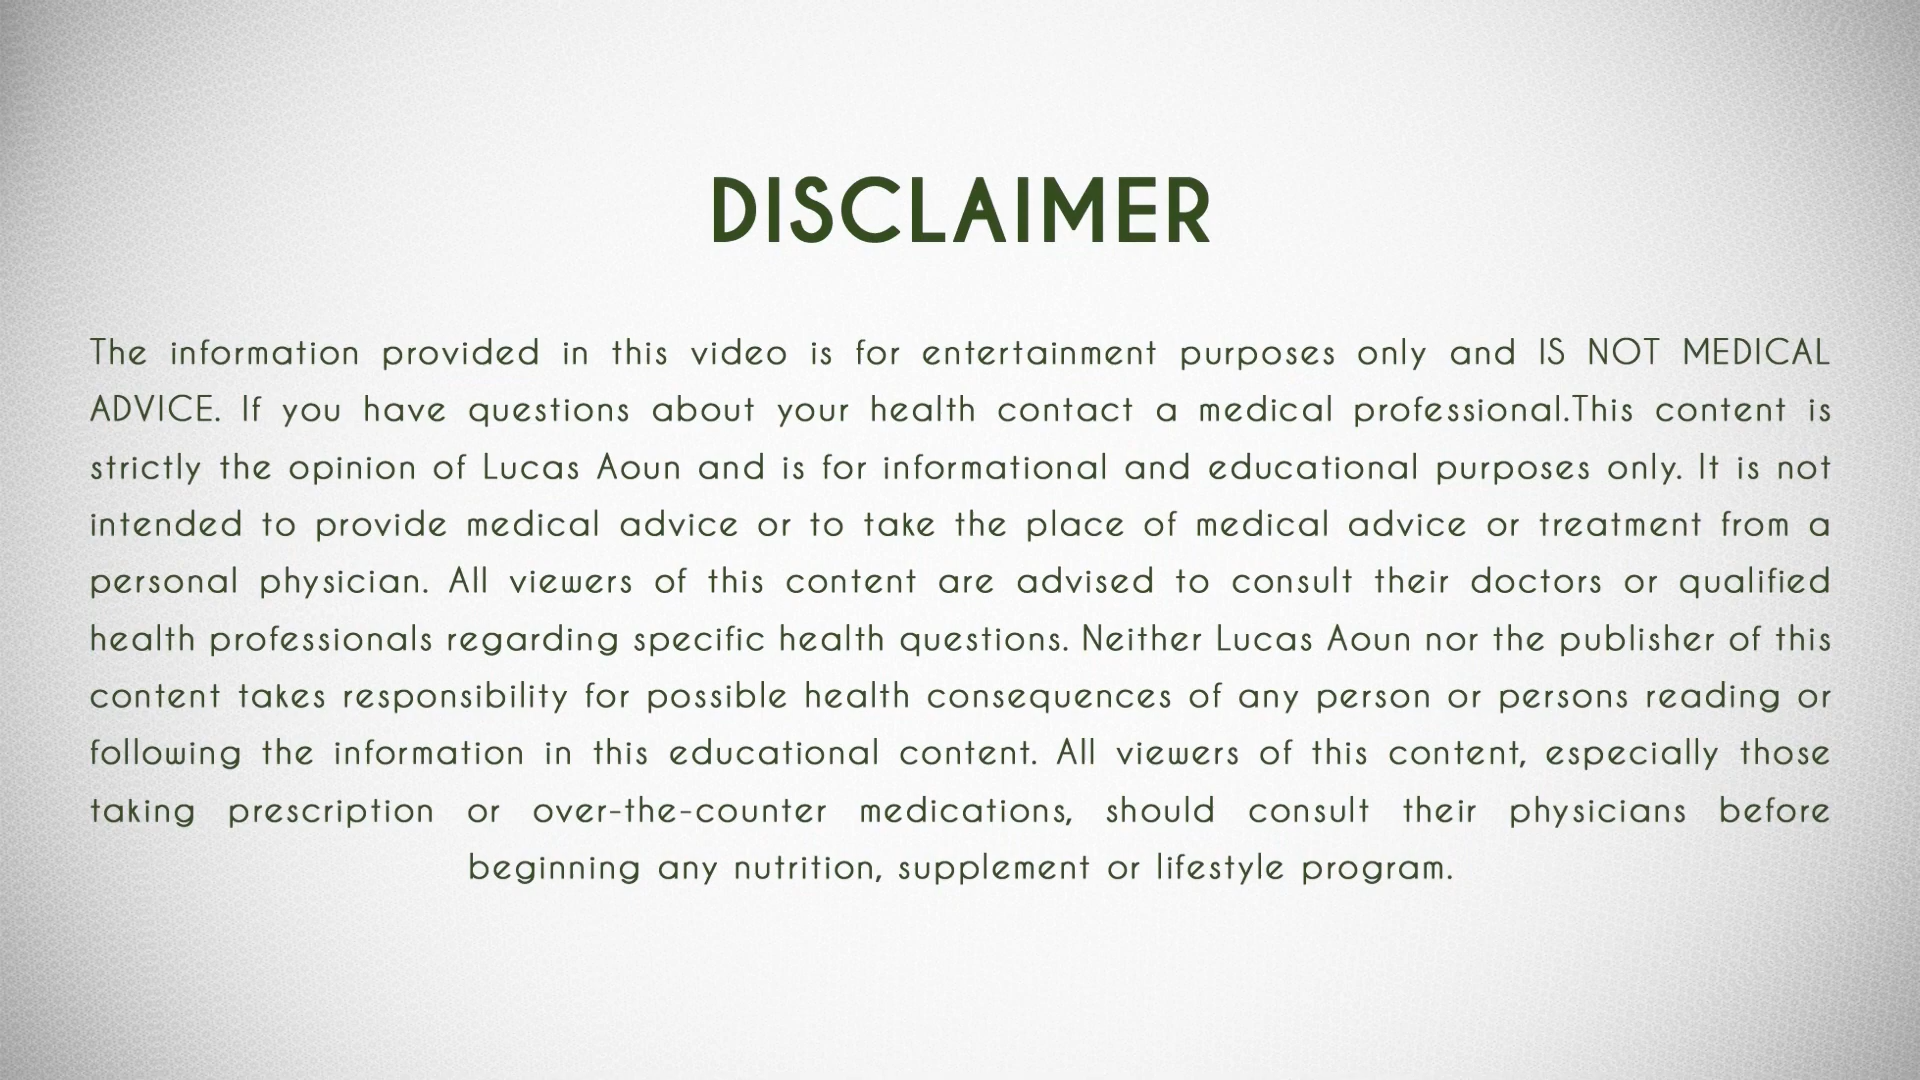 DISCLAIMER
The information provided in this video is for entertainment purposes only and IS NOT MEDICAL
ADVICE. If you have questions about your health contact a medical professional.This content is
strictly the opinion of Lucas Aoun and is for informational and educational purposes only. It is not
intended to provide medical advice or to take the place of medical advice or treatment from a
personal physician. All viewers of this content are advised to consult their doctors or qualified
health professionals regarding specific health questions. Neither Lucas Aoun nor the publisher of this
content takes responsibility for possible health consequences of any person or persons reading or
following the information in this educational content. All viewers of this content, especially those
taking prescription or over-the-counter medications, should consult their physicians before
beginning any nutrition, supplement or lifestyle program.